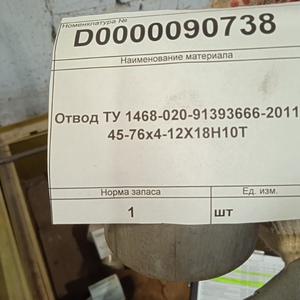 Номенклатура №
D0000090738
Наименование материала
Отвод ТУ 1468-020-91393666-2011
45-76х4-12Х18Н10Т
Норма запаса
Ед. изм.
1
шт